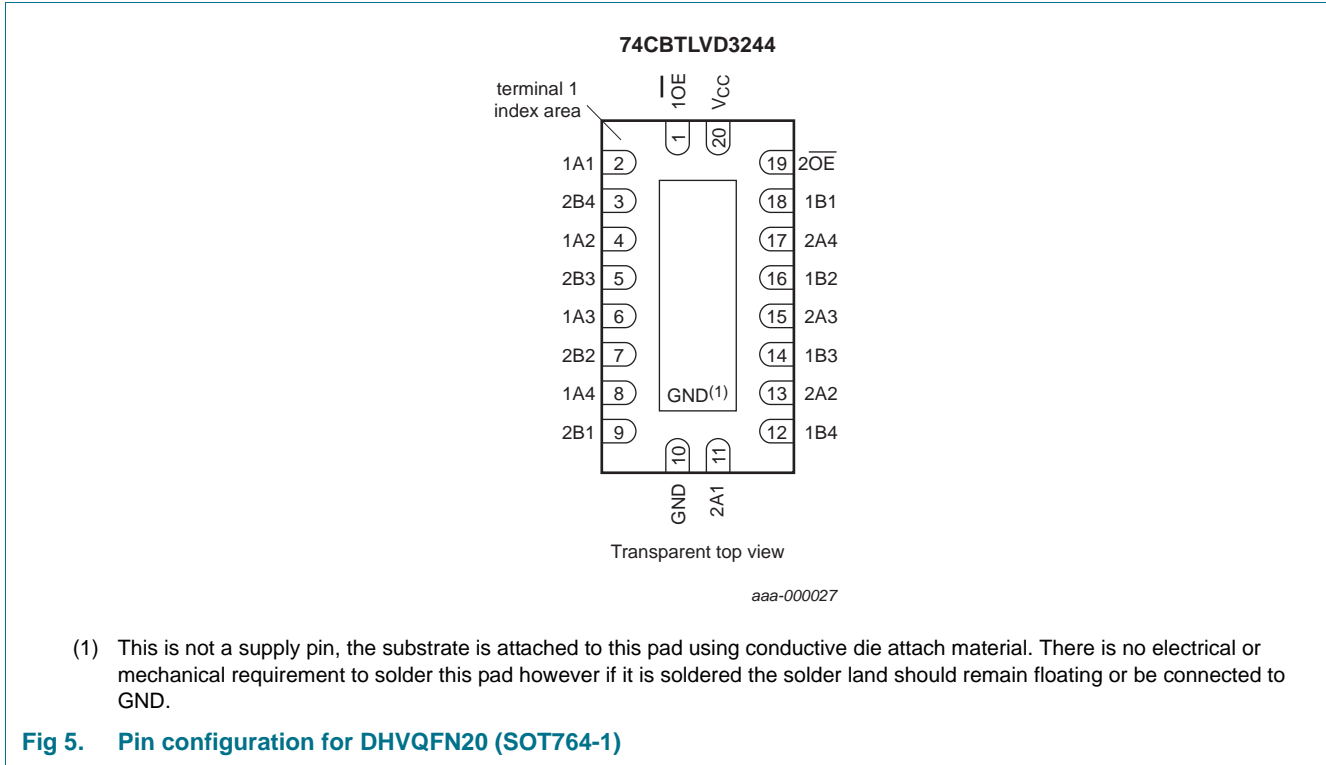 74CBTLVD3244
terminal 1
index area
1OE
VCC
1
20
1A1 2
19 2OE
2B4 3
18 1B1
1A2 4
17 2A4
2B3 5
16 1B2
1A3 6
15 2A3
2B2 7
14 1B3
1A4 8
GND(1)
13 2A2
2B1 9
12 1B4
10
11
GND
2A1
Transparent top view
aaa-000027
(1) This is not a supply pin, the substrate is attached to this pad using conductive die attach material. There is no electrical or
mechanical requirement to solder this pad however if it is soldered the solder land should remain floating or be connected to
GND.
Fig 5. Pin configuration for DHVQFN20 (SOT764-1)